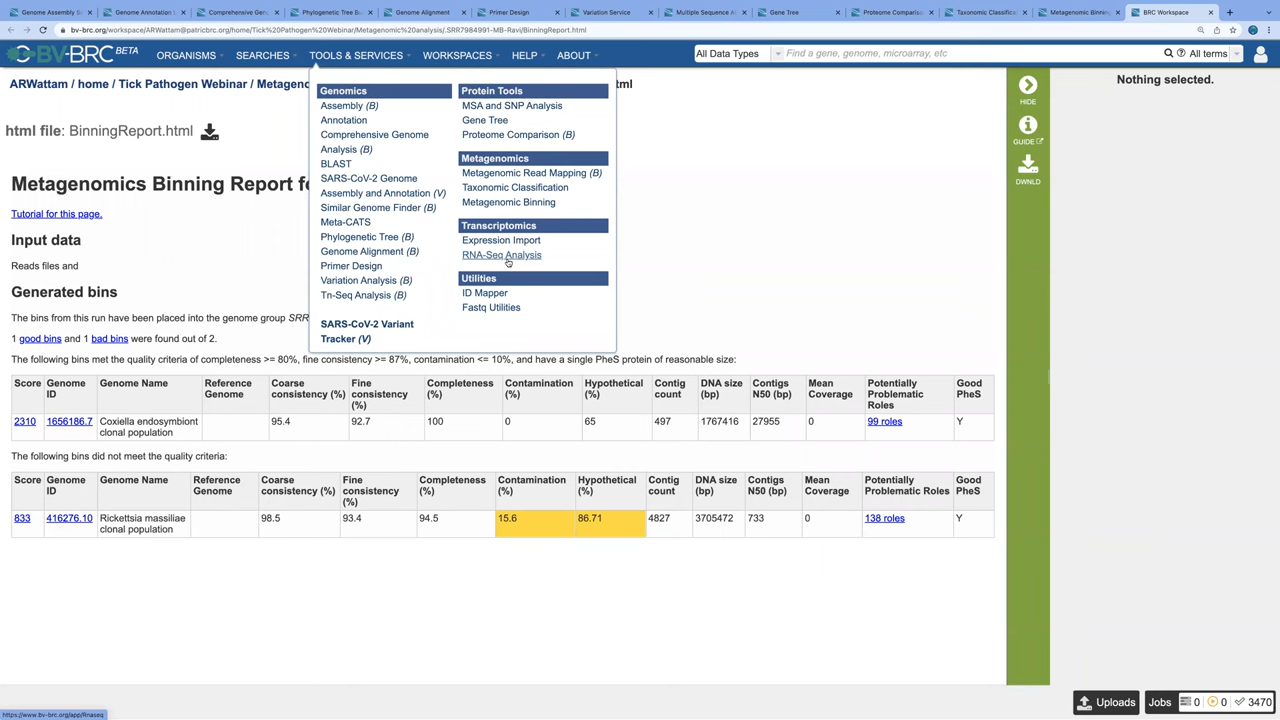 Genome Assembly S
Genome Annotation S
Comprehensive Gen
Phylogenetic Tree B
Genome Alignment
Primer Design
Variation Service
Multiple Sequence A
Gene Tree
Proteome Comparis
Taxonomic Classific
Metagenomic Binnin
BRC Workspace
bv-brc.org/workspace/ARWattam@patricbrc.org/home/Tick%20Pathogen%20Webinar/Metagenomic%20analysis/.SRR7984991-MB-Ravi/BinningReport.html
BV-BRC BETA
ORGANISMS SEARCHES TOOLS & SERVICES WORKSPACES HELP ABOUT
All Data Types
Find a gene, genome, microarray, etc
All terms
ARWattam / home / Tick Pathogen Webinar / Metagenc
ml
html file: BinningReport.html
Genomics
Assembly (B)
Annotation
Comprehensive Genome
Analysis (B)
BLAST
SARS-CoV-2 Genome
Assembly and Annotation (V)
Similar Genome Finder (B)
Meta-CATS
Phylogenetic Tree (B)
Genome Alignment (B)
Primer Design
Variation Analysis (B)
Tn-Seq Analysis (B)
SARS-CoV-2 Variant
Tracker (V)
Protein Tools
MSA and SNP Analysis
Gene Tree
Proteome Comparison (B)
Metagenomics
Metagenomic Read Mapping (B)
Taxonomic Classification
Metagenomic Binning
Transcriptomics
Expression Import
RNA-Seq Analysis
Utilities
ID Mapper
Fastq Utilities
HIDE
GUIDE
DWNLD
Nothing selected.
Metagenomics Binning Report fo
Tutorial for this page.
Input data
Reads files and
Generated bins
The bins from this run have been placed into the genome group SRR
1 good bins and 1 bad bins were found out of 2.
The following bins met the quality criteria of completeness >= 80%, fine consistency >= 87%, contamination <= 10%, and have a single PheS protein of reasonable size:
Score Genome ID Genome Name Reference Genome Coarse consistency (%) Fine consistency (%) Completeness (%) Contamination (%) Hypothetical (%) Contig count DNA size (bp) Contigs N50 (bp) Mean Coverage Potentially Problematic Roles Good PheS
2310 1656186.7 Coxiella endosymbiont clonal population 95.4 92.7 100 0 65 497 1767416 27955 0 99 roles Y
The following bins did not meet the quality criteria:
Score Genome ID Genome Name Reference Genome Coarse consistency (%) Fine consistency (%) Completeness (%) Contamination (%) Hypothetical (%) Contig count DNA size (bp) Contigs N50 (bp) Mean Coverage Potentially Problematic Roles Good PheS
833 416276.10 Rickettsia massiliae clonal population 98.5 93.4 94.5 15.6 86.71 4827 3705472 733 0 138 roles Y
https://www.bv-brc.org/app/Rnaseq
Uploads
Jobs 0 0 3470